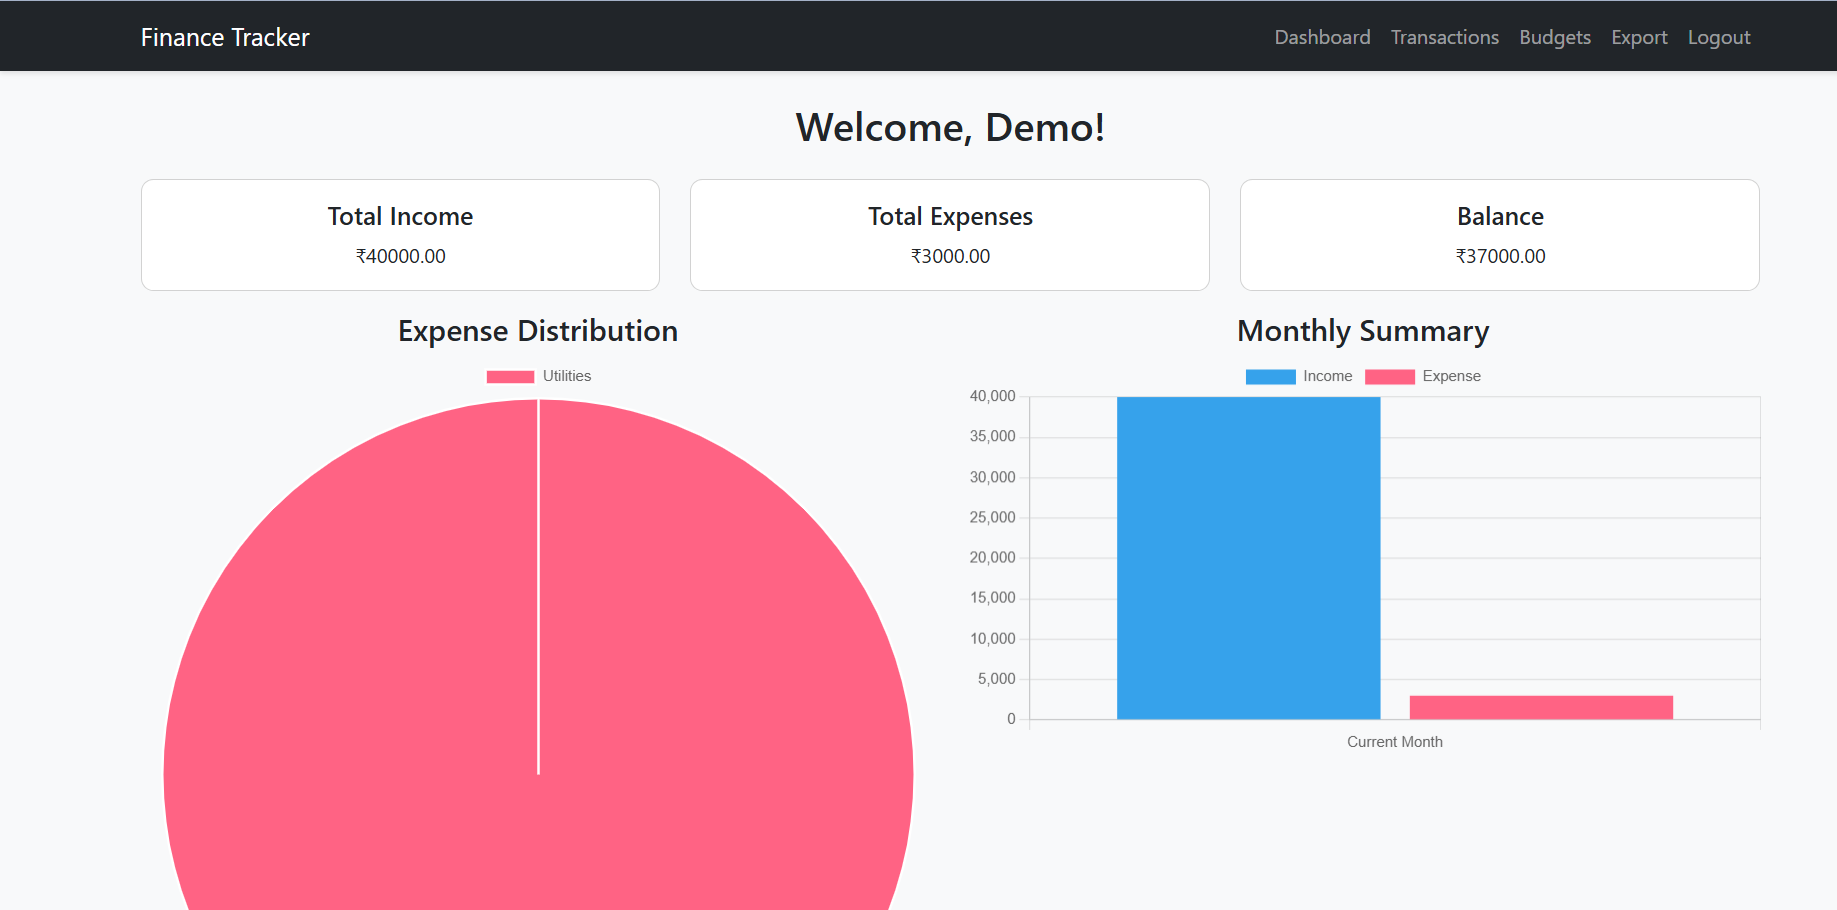 Finance Tracker
Dashboard Transactions Budgets Export Logout
Welcome, Demo!
Total Income
₹40000.00
Total Expenses
₹3000.00
Balance
₹37000.00
Expense Distribution
Utilities
Monthly Summary
Income Expense
40,000
35,000
30,000
25,000
20,000
15,000
10,000
5,000
0
Current Month